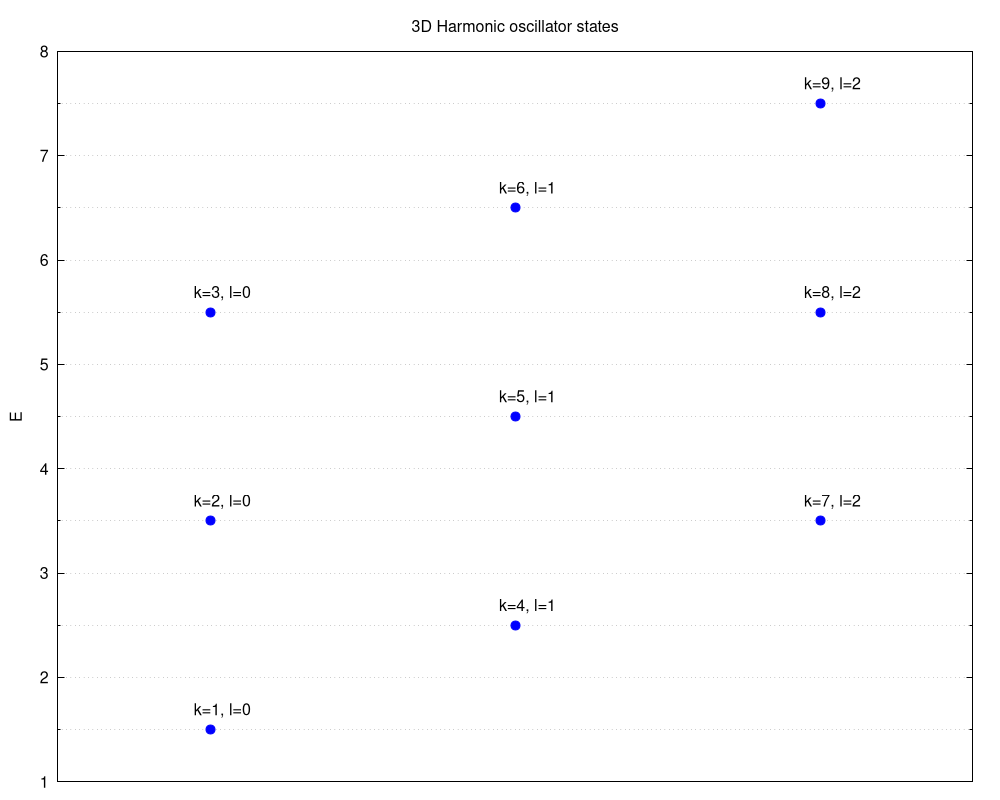 3D Harmonic oscillator states
8
k=9, l=2
7
k=6, l=1
6
k=3, l=0
k=8, l=2
5
k=5, l=1
E
4
k=2, l=0
k=7, l=2
3
k=4, l=1
2
k=1, l=0
1